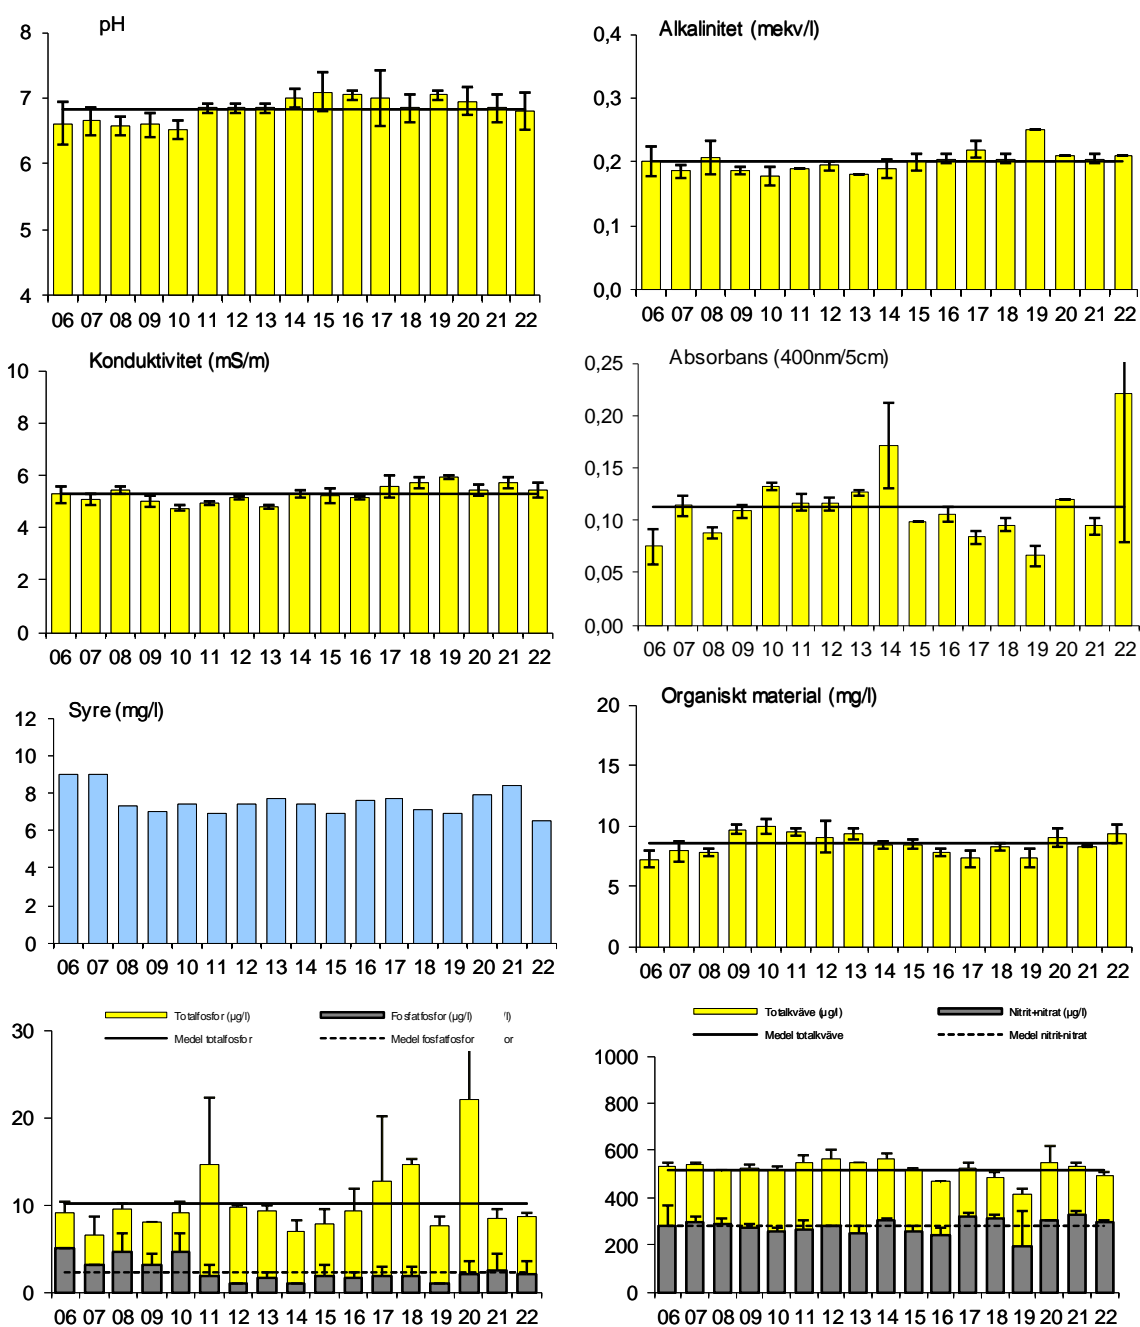 pH
8
7
6
5
4
06 07 08 09 10 11 12 13 14 15 16 17 18 19 20 21 22
Alkalinitet (mekv/l)
0,4
0,3
0,2
0,1
0,0
06 07 08 09 10 11 12 13 14 15 16 17 18 19 20 21 22
Konduktivitet (mS/m)
10
8
6
4
2
0
06 07 08 09 10 11 12 13 14 15 16 17 18 19 20 21 22
Absorbans (400nm/5cm)
0,25
0,20
0,15
0,10
0,05
0,00
06 07 08 09 10 11 12 13 14 15 16 17 18 19 20 21 22
Syre (mg/l)
12
10
8
6
4
2
0
06 07 08 09 10 11 12 13 14 15 16 17 18 19 20 21 22
Organiskt material (mg/l)
20
15
10
5
0
06 07 08 09 10 11 12 13 14 15 16 17 18 19 20 21 22
Totalfosfor (µg/l) Fosfatfosfor (µg/l) /l)
Medel totalfosfor Medel fosfatfosfor or
30
20
10
0
06 07 08 09 10 11 12 13 14 15 16 17 18 19 20 21 22
Totalkväve (µg/l) Nitrit+nitrat (µg/l)
Medel totalkväve Medel nitrit-nitrat
1000
800
600
400
200
0
06 07 08 09 10 11 12 13 14 15 16 17 18 19 20 21 22